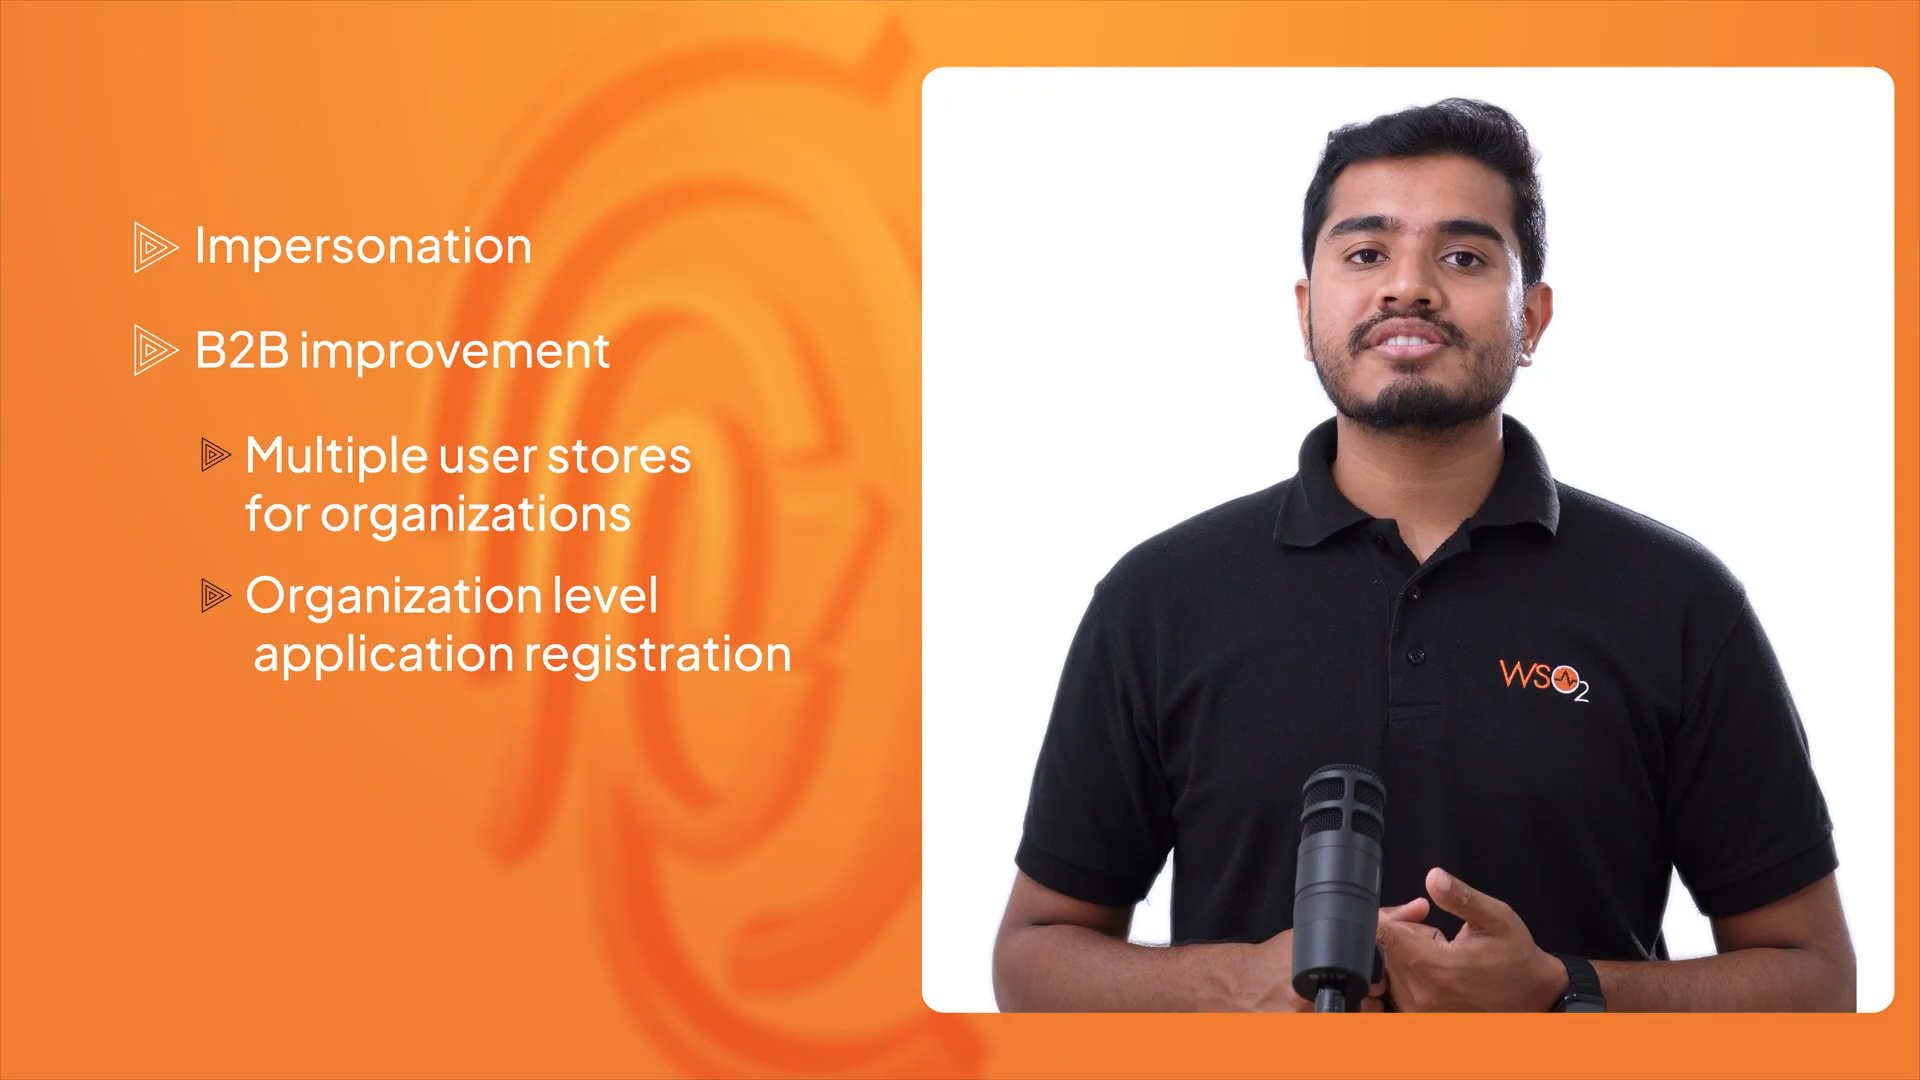 Impersonation
B2B improvement
Multiple user stores
for organizations
Organization level
application registration
WSO2